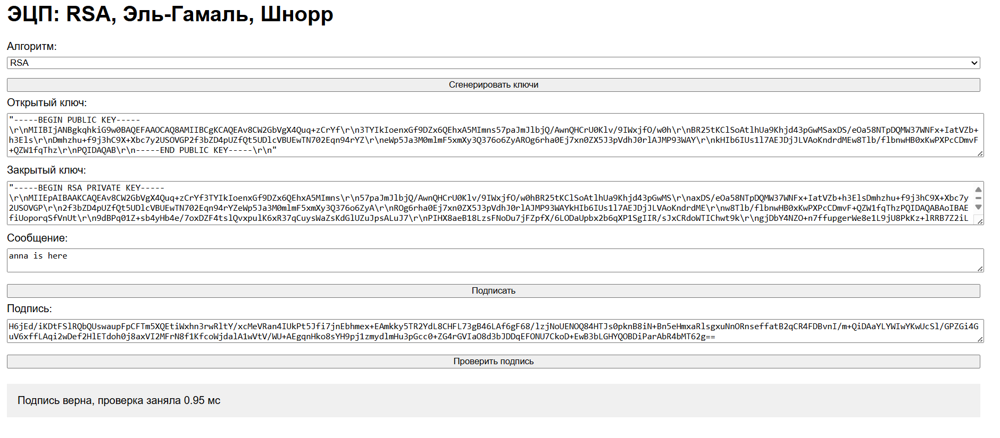 ЭЦП: RSA, Эль-Гамаль, Шнорр
Алгоритм:
RSA
Сгенерировать ключи
Открытый ключ:
"-----BEGIN PUBLIC KEY-----
\r\nMIIBIjANBgkqhkiG9w0BAQEFAAOCAQ8AMIIBCgKCAQEAv8CW2GbVgX4Quq+zCrYf\r\n3TYIkIoenxGf9DZx6QEhxA5MImns57paJmJlbjQ/AwnQHCrU0Klv/9IWxjfO/w0h\r\nBR25tKClSoAtlhUa9Khjd43pGwMSaxDS/eOa58NTpDQMW37WNFx+IatVZb+
h3Els\r\nDmhzhu+f9j3hC9X+Xbc7y2USOVGP2f3bZD4pUZfQt5UDlcVBUEwTN702Eqn94rYZ\r\neWp5Ja3M0mlmF5xmXy3Q376o6ZyAROg6rha0Ej7xn0ZX5J3pVdhJ0rlAJMP93WAY\r\nkHIb6IUs1l7AEJDjJLVAoKndrdMEw8Tlb/flbnwHB0xKwPXPcCDmvF
+QZW1fqThz\r\nPQIDAQAB\r\n-----END PUBLIC KEY-----\r\n"
Закрытый ключ:
"-----BEGIN RSA PRIVATE KEY-----
\r\nMIIEpAIBAAKCAQEAv8CW2GbVgX4Quq+zCrYf3TYIkIoenxGf9DZx6QEhxA5MImns\r\n57paJmJlbjQ/AwnQHCrU0Klv/9IWxjfO/w0hBR25tKClSoAtlhUa9Khjd43pGwMS\r\naxDS/eOa58NTpDQMW37WNFx+IatVZb+h3ElsDmhzhu+f9j3hC9X+Xbc7y
2USOVGP\r\n2f3bZD4pUZfQt5UDlcVBUEwTN702Eqn94rYZeWp5Ja3M0mlmF5xmXy3Q376o6ZyA\r\nROg6rha0Ej7xn0ZX5J3pVdhJ0rlAJMP93WAYkHIb6IUs1l7AEJDjJLVAoKndrdME\r\nw8Tlb/flbnwHB0xKwPXPcCDmvF+QZW1fqThzPQIDAQABAoIBAE
fiUoporqSfVnUt\r\n9dBPq01Z+sb4yHb4e/7oxDZF4tslQvxpulK6xR37qCuysWaZsKdGlUZuJpsALuJ7\r\nPIHX8aeB18LzsFNoDu7jFZpfX/6LODaUpbx2b6qXP1SgIIR/sJxCRdoWTIChwt9k\r\ngjDbY4NZO+n7ffupgerWe8e1L9jU8PkKz+lRRB7Z2iL
Сообщение:
anna is here
Подписать
Подпись:
H6jEd/iKDtFSlRQbQUswaupFpCFTm5XQEtiWxhn3rwRltY/xcMeVRan4IUkPt5Jfi7jnEbhmex+EAmkky5TR2YdL8CHFL73gB46LAf6gF68/lzjNoUENOQ84HTJs0pknB8iN+Bn5eHmxaRlsgxuNnORnseffatB2qCR4FDBvnI/m+QiDAaYLYWIwYKwUcSl/GPZGi4G
uV6xffLAqi2wDef2HlETdoh0j8axVI2MFrN8f1KfcoWjdalA1wVtV/WU+AEgqnHko8sYH9pj1zmydlmHu3pGcc0+ZG4rGVIaO8d3bJDDqEFONU7CkoD+EwB3bLGHYQOBDiParAbR4bMT62g==
Проверить подпись
Подпись верна, проверка заняла 0.95 мс